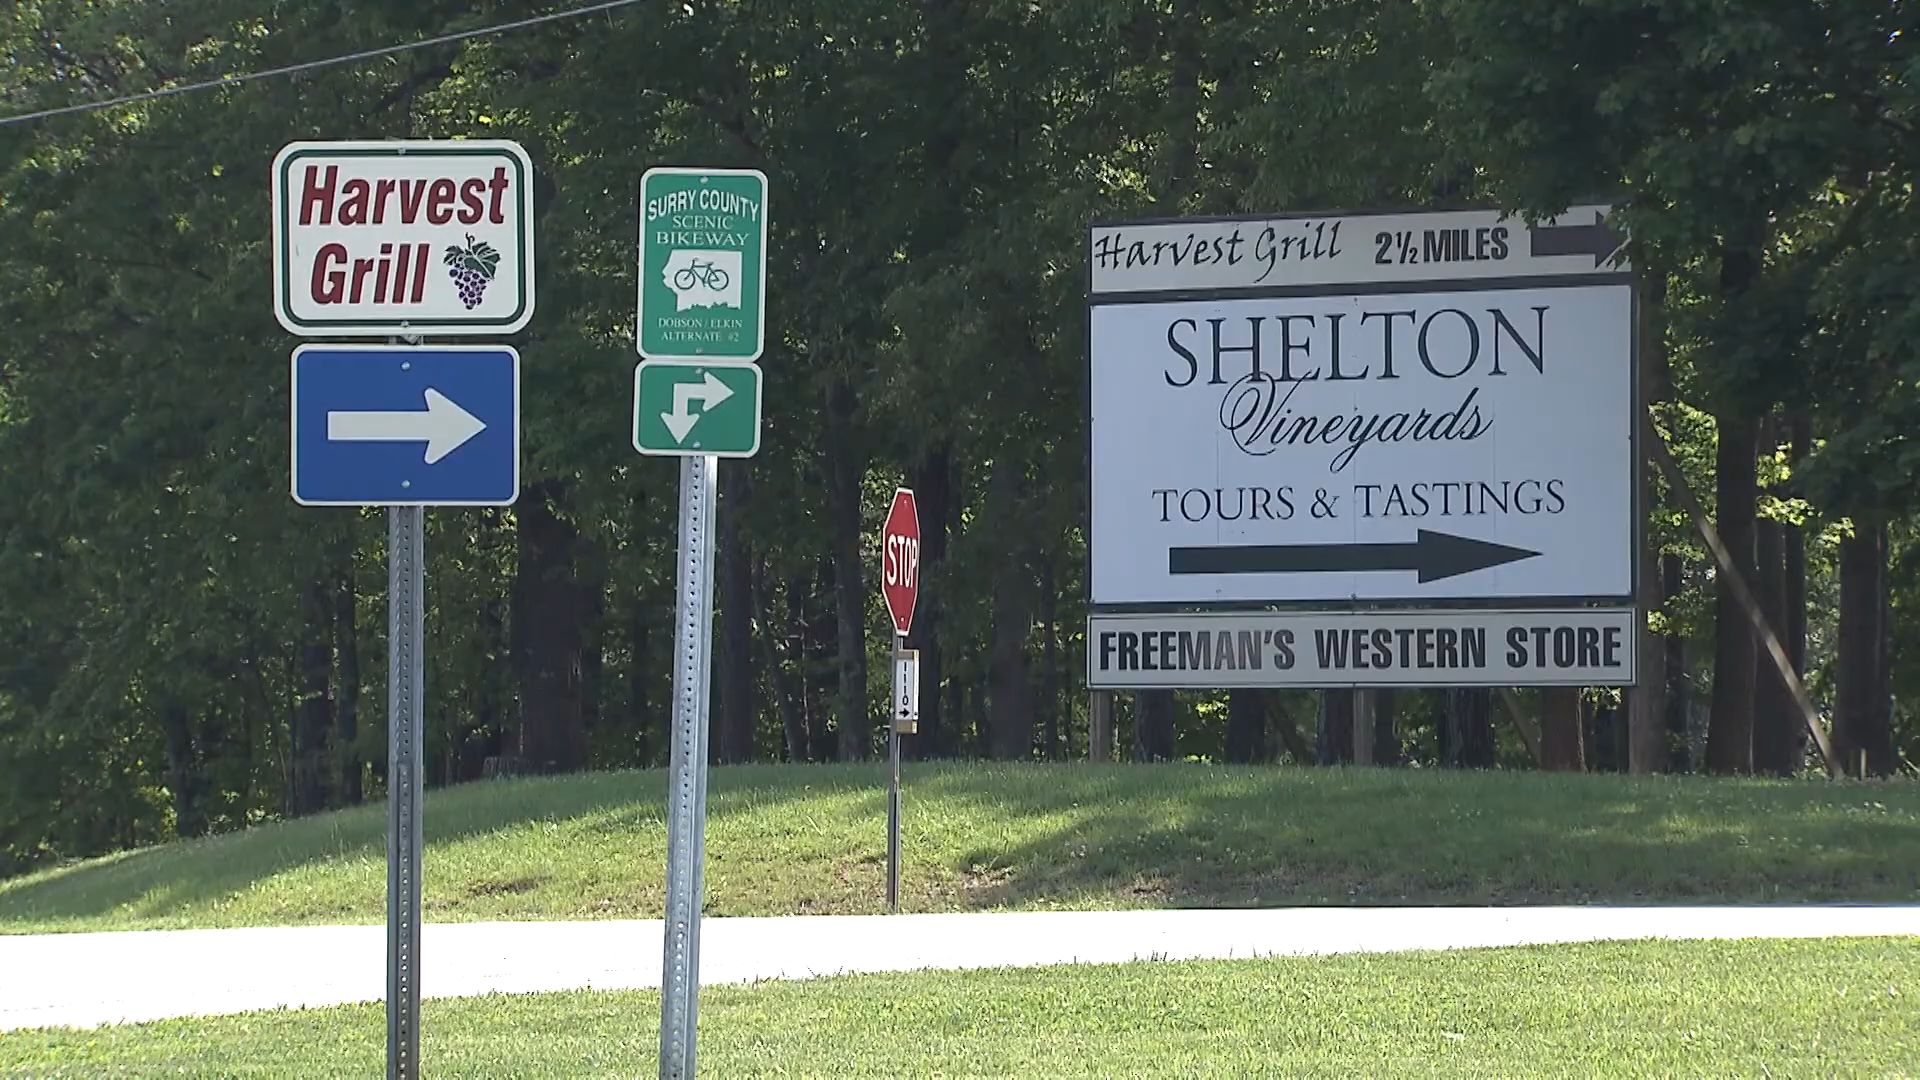 Harvest
Grill
SURRY COUNTY
SCENIC
BIKEWAY
DOBSON / ELKIN
ALTERNATE #2
STOP
1110
Harvest Grill 2½ MILES
SHELTON
Vineyards
TOURS & TASTINGS
FREEMAN'S WESTERN STORE